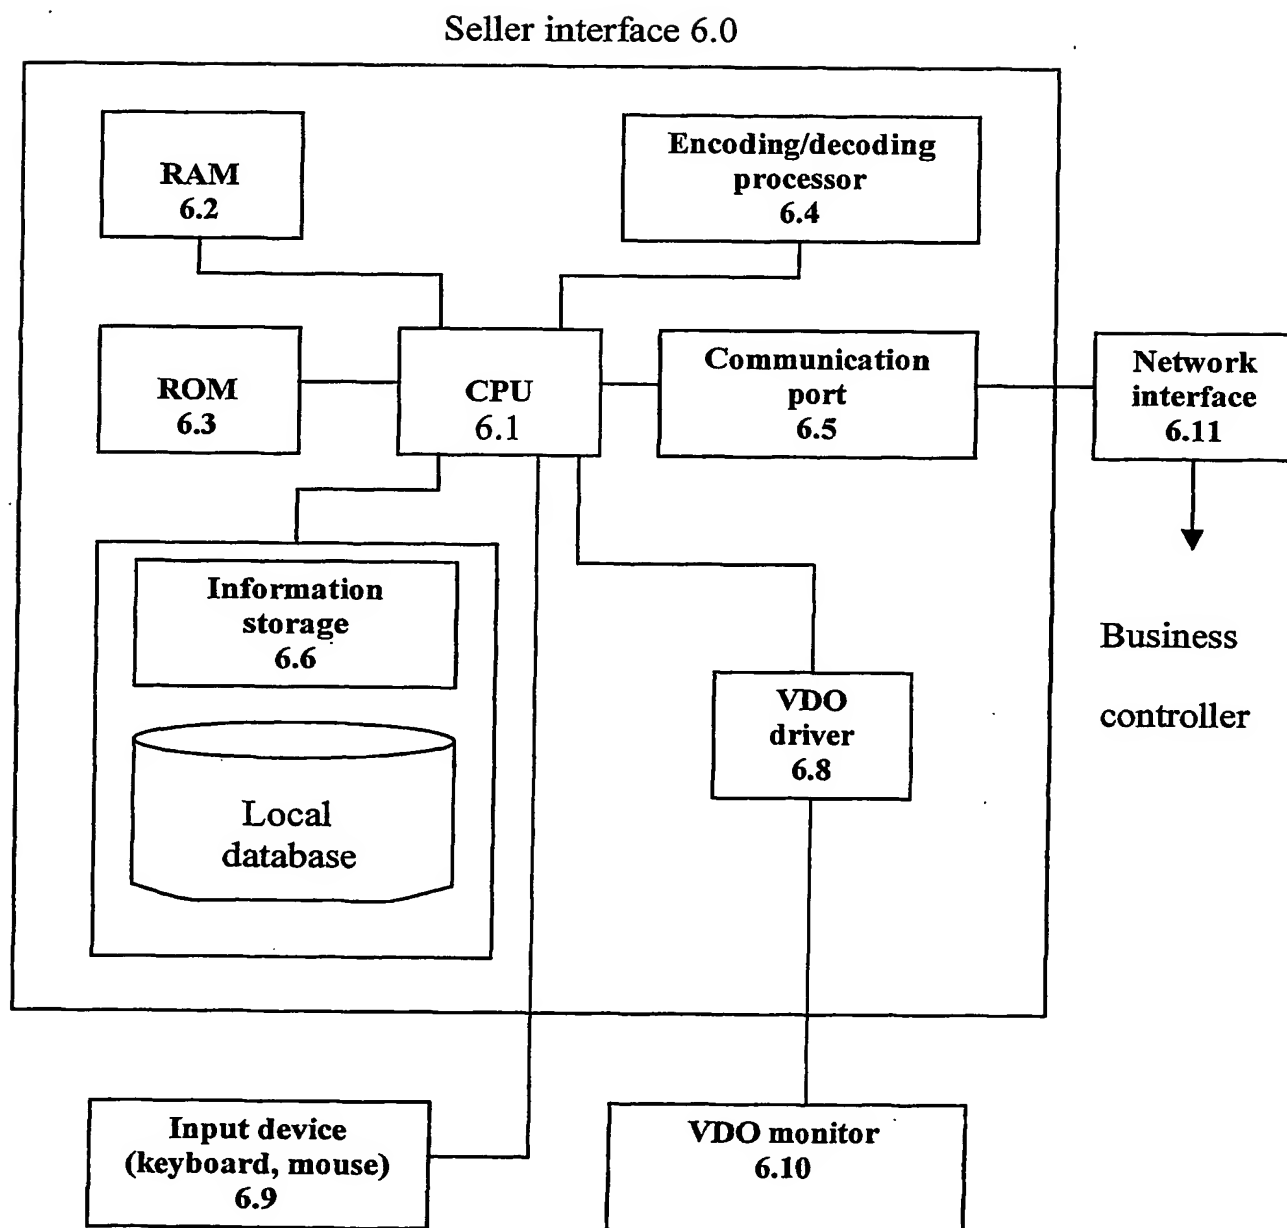 Seller interface 6.0
RAM
6.2
Encoding/decoding
processor
6.4
ROM
6.3
CPU
6.1
Communication
port
6.5
Network
interface
6.11
Information
storage
6.6
Business
controller
VDO
driver
6.8
Local
database
Input device
(keyboard, mouse)
6.9
VDO monitor
6.10